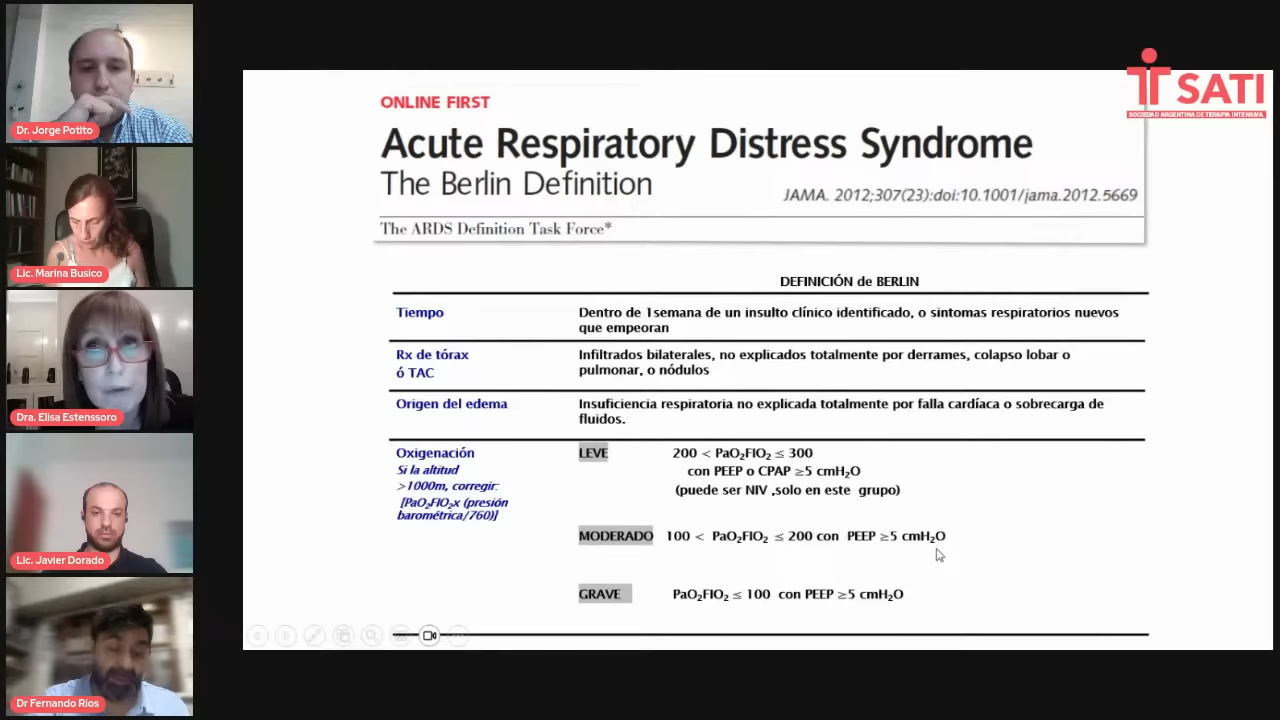 Dr. Jorge Potito
Lic. Marina Busico
Dra. Elisa Estenssoro
Lic. Javier Dorado
Dr Fernando Ríos
SATI
SOCIEDAD ARGENTINA DE TERAPIA INTENSIVA
ONLINE FIRST
Acute Respiratory Distress Syndrome
The Berlin Definition
JAMA. 2012;307(23):doi:10.1001/jama.2012.5669
The ARDS Definition Task Force*
DEFINICIÓN de BERLIN
Tiempo
Dentro de 1semana de un insulto clínico identificado, o sintomas respiratorios nuevos
que empeoran
Rx de tórax
ó TAC
Infiltrados bilaterales, no explicados totalmente por derrames, colapso lobar o
pulmonar, o nódulos
Origen del edema
Insuficiencia respiratoria no explicada totalmente por falla cardíaca o sobrecarga de
fluidos.
Oxigenación
Si la altitud
>1000m, corregir:
[PaO₂FIO₂x (presión
barométrica/760)]
LEVE 200 < PaO₂FIO₂ ≤ 300
con PEEP o CPAP ≥5 cmH₂O
(puede ser NIV ,solo en este grupo)
MODERADO 100 < PaO₂FIO₂ ≤ 200 con PEEP ≥5 cmH₂O
GRAVE PaO₂FIO₂ ≤ 100 con PEEP ≥5 cmH₂O